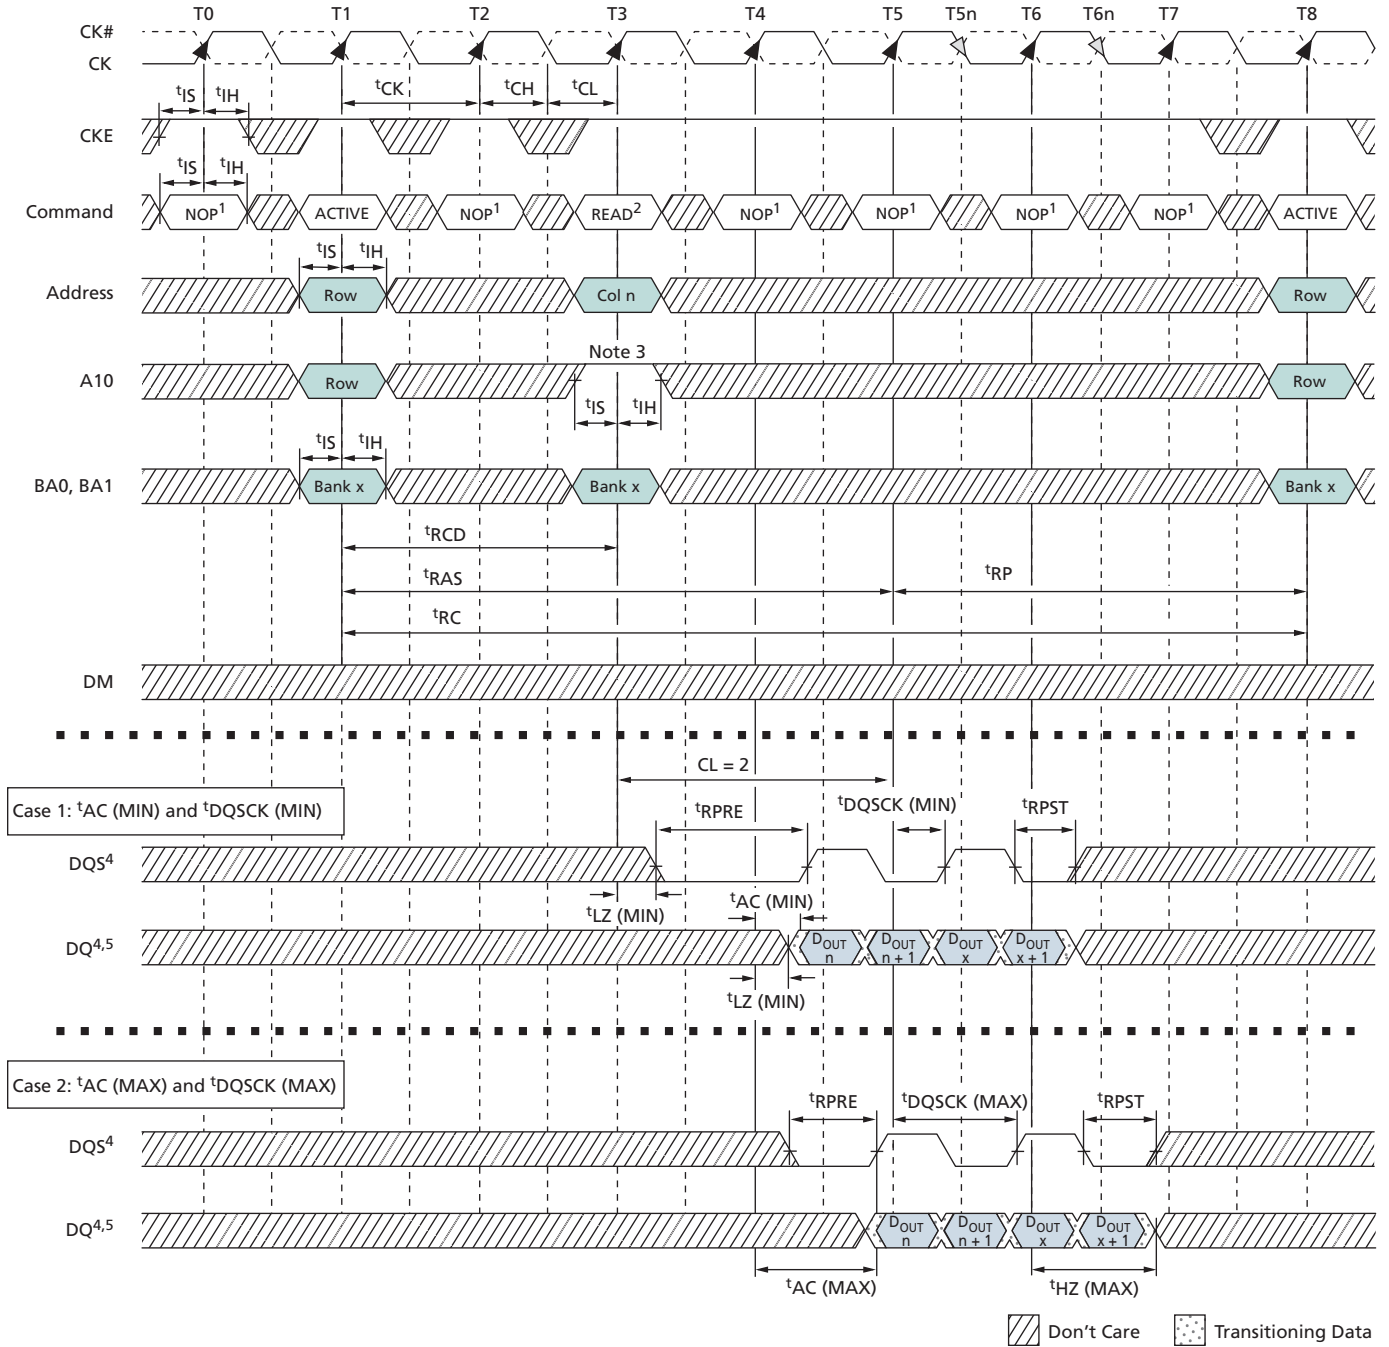 T0 T1 T2 T3 T4 T5 T5n T6 T6n T7 T8
CK#
CK
tIS tIH tCK tCH tCL
CKE
tIS tIH
Command NOP1 ACTIVE NOP1 READ2 NOP1 NOP1 NOP1 NOP1 ACTIVE
tIS tIH
Address Row Col n Row
Note 3
A10 Row Row
tIS tIH
tIS tIH
BA0, BA1 Bank x Bank x Bank x
tRCD
tRAS tRP
tRC
DM
CL = 2
Case 1: tAC (MIN) and tDQSCK (MIN)
tRPRE tDQSCK (MIN) tRPST
DQS4
tLZ (MIN) tAC (MIN)
DQ4,5 DOUT n DOUT n + 1 DOUT x DOUT x + 1
tLZ (MIN)
Case 2: tAC (MAX) and tDQSCK (MAX)
tRPRE tDQSCK (MAX) tRPST
DQS4
DQ4,5 DOUT n DOUT n + 1 DOUT x DOUT x + 1
tAC (MAX) tHZ (MAX)
Don't Care Transitioning Data